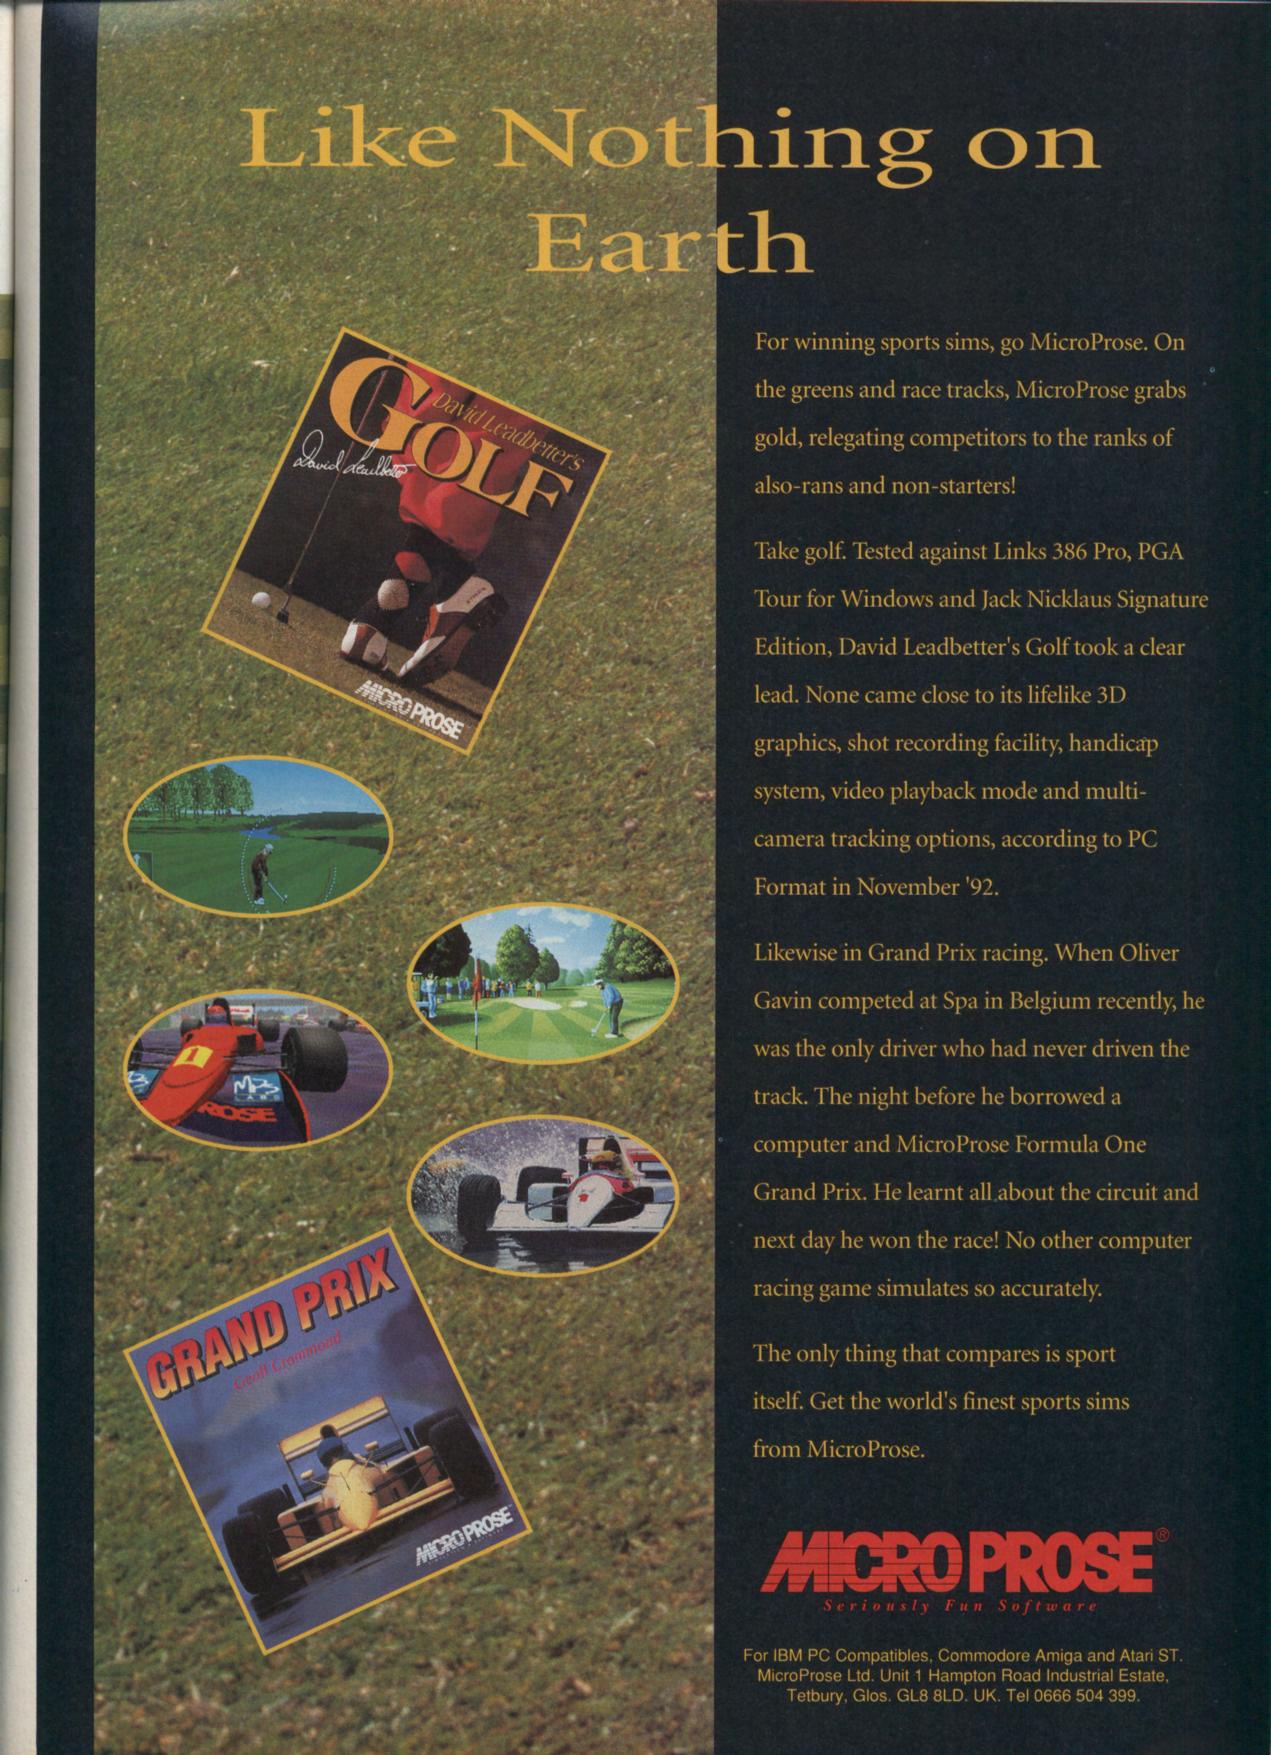 Like Nothing on
Earth
For winning sports sims, go MicroProse. On
the greens and race tracks, MicroProse grabs
gold, relegating competitors to the ranks of
also-rans and non-starters!
Take golf. Tested against Links 386 Pro, PGA
Tour for Windows and Jack Nicklaus Signature
Edition, David Leadbetter's Golf took a clear
lead. None came close to its lifelike 3D
graphics, shot recording facility, handicap
system, video playback mode and multi-
camera tracking options, according to PC
Format in November '92.
Likewise in Grand Prix racing. When Oliver
Gavin competed at Spa in Belgium recently, he
was the only driver who had never driven the
track. The night before he borrowed a
computer and MicroProse Formula One
Grand Prix. He learnt all about the circuit and
next day he won the race! No other computer
racing game simulates so accurately.
The only thing that compares is sport
itself. Get the world's finest sports sims
from MicroProse.
MICROPROSE®
Seriously Fun Software
For IBM PC Compatibles, Commodore Amiga and Atari ST.
MicroProse Ltd. Unit 1 Hampton Road Industrial Estate,
Tetbury, Glos. GL8 8LD. UK. Tel 0666 504 399.
David Leadbetter's
GOLF
David Leadbetter
MICROPROSE
1
MPS
LABS
ROSE
GRAND PRIX
Geoff Crammond
MICROPROSE